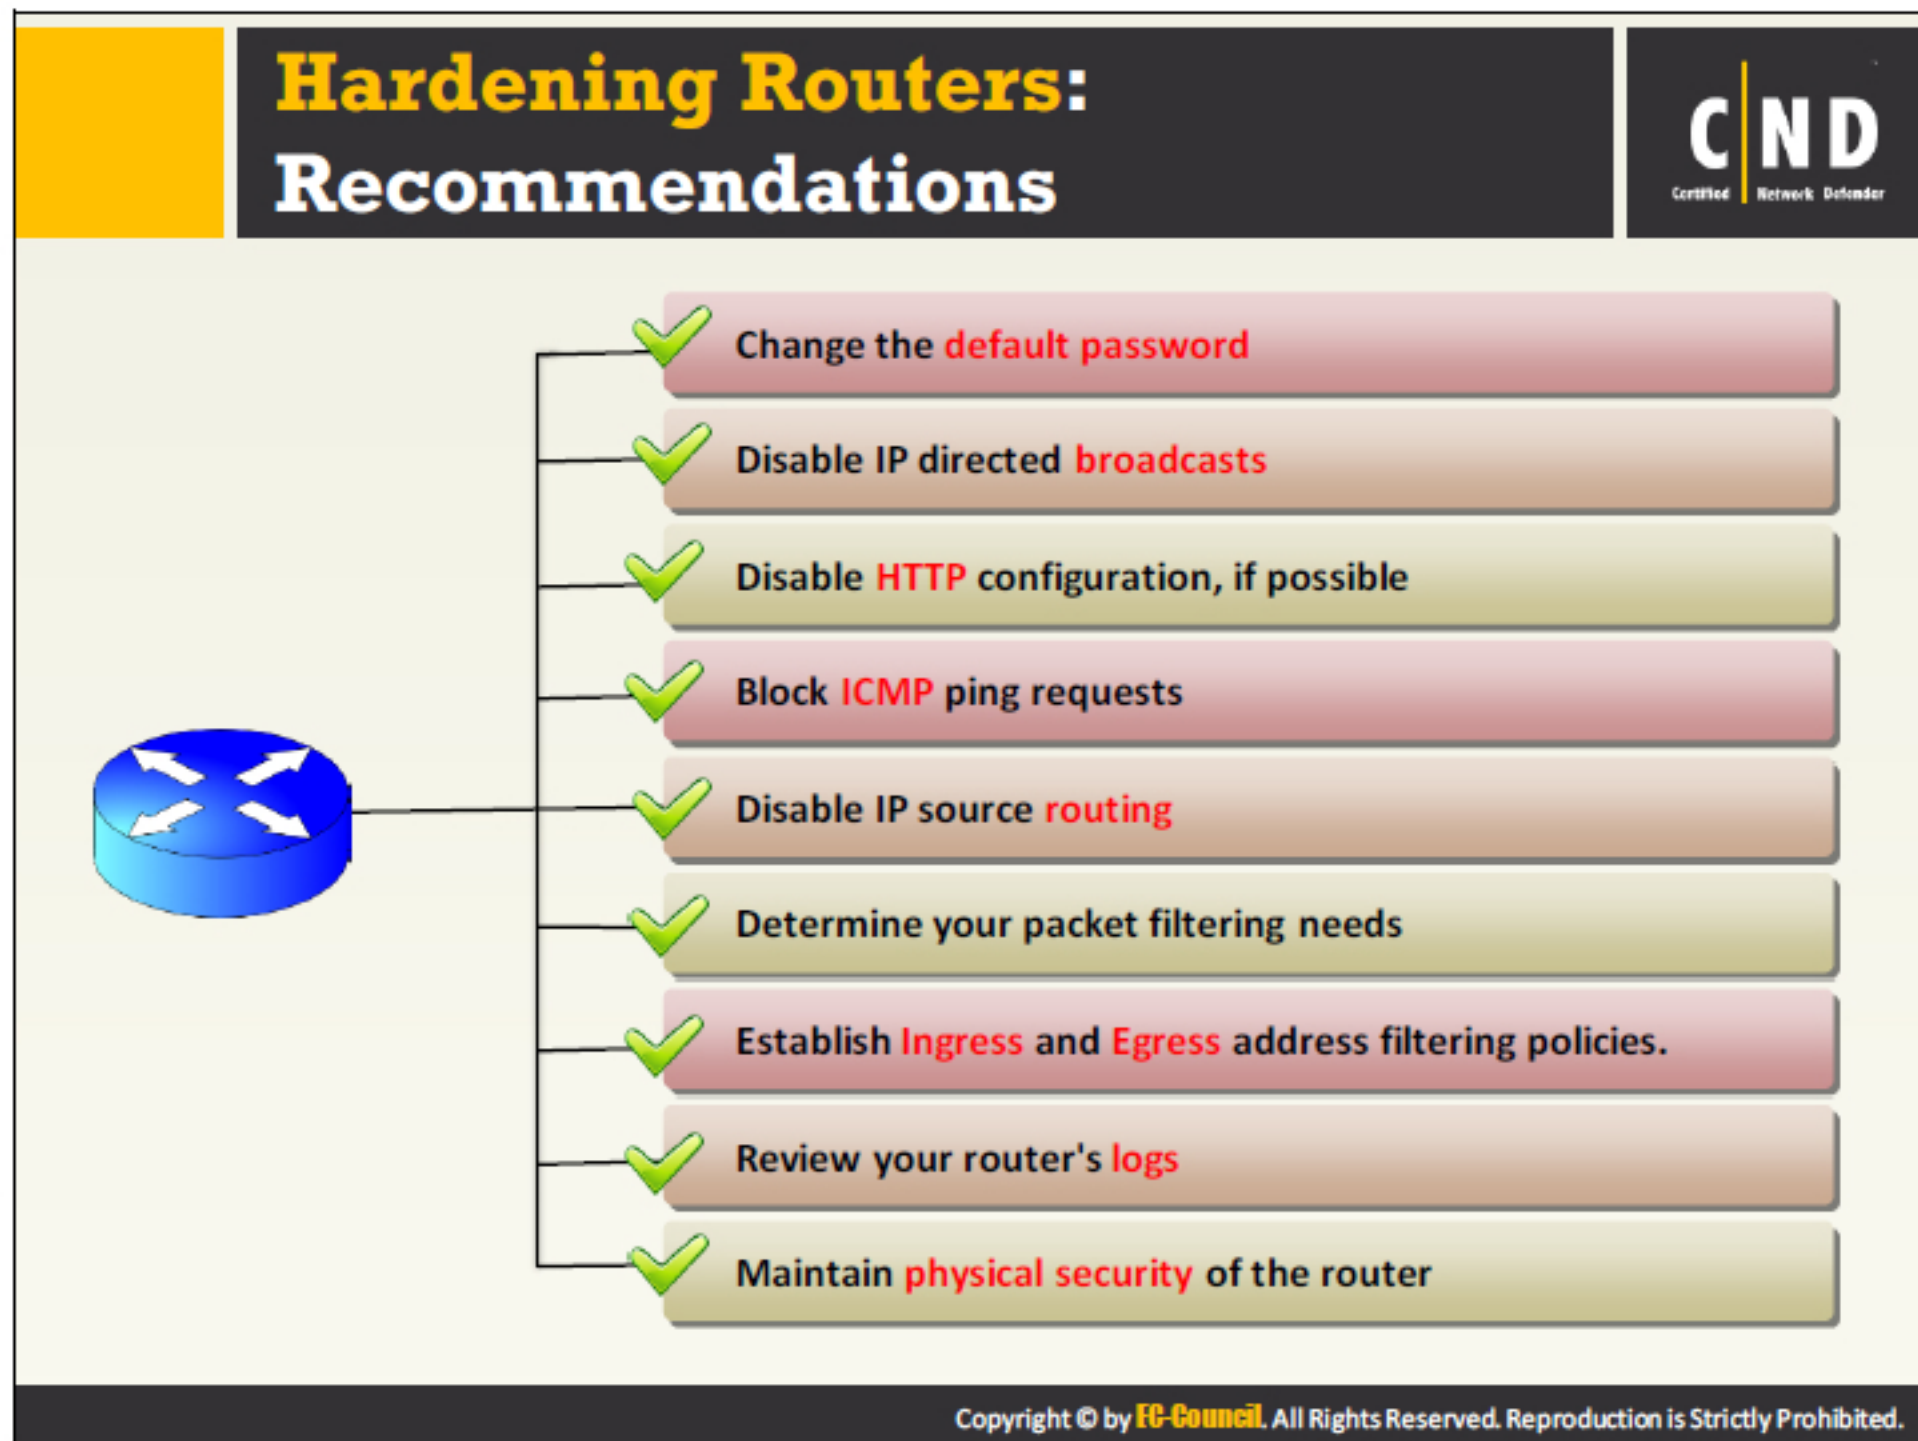 Hardening Routers:
Recommendations
C ND
Certified Network Defender
Change the default password
Disable IP directed broadcasts
Disable HTTP configuration, if possible
Block ICMP ping requests
Disable IP source routing
Determine your packet filtering needs
Establish Ingress and Egress address filtering policies.
Review your router's logs
Maintain physical security of the router
Copyright © by EC-Council. All Rights Reserved. Reproduction is Strictly Prohibited.